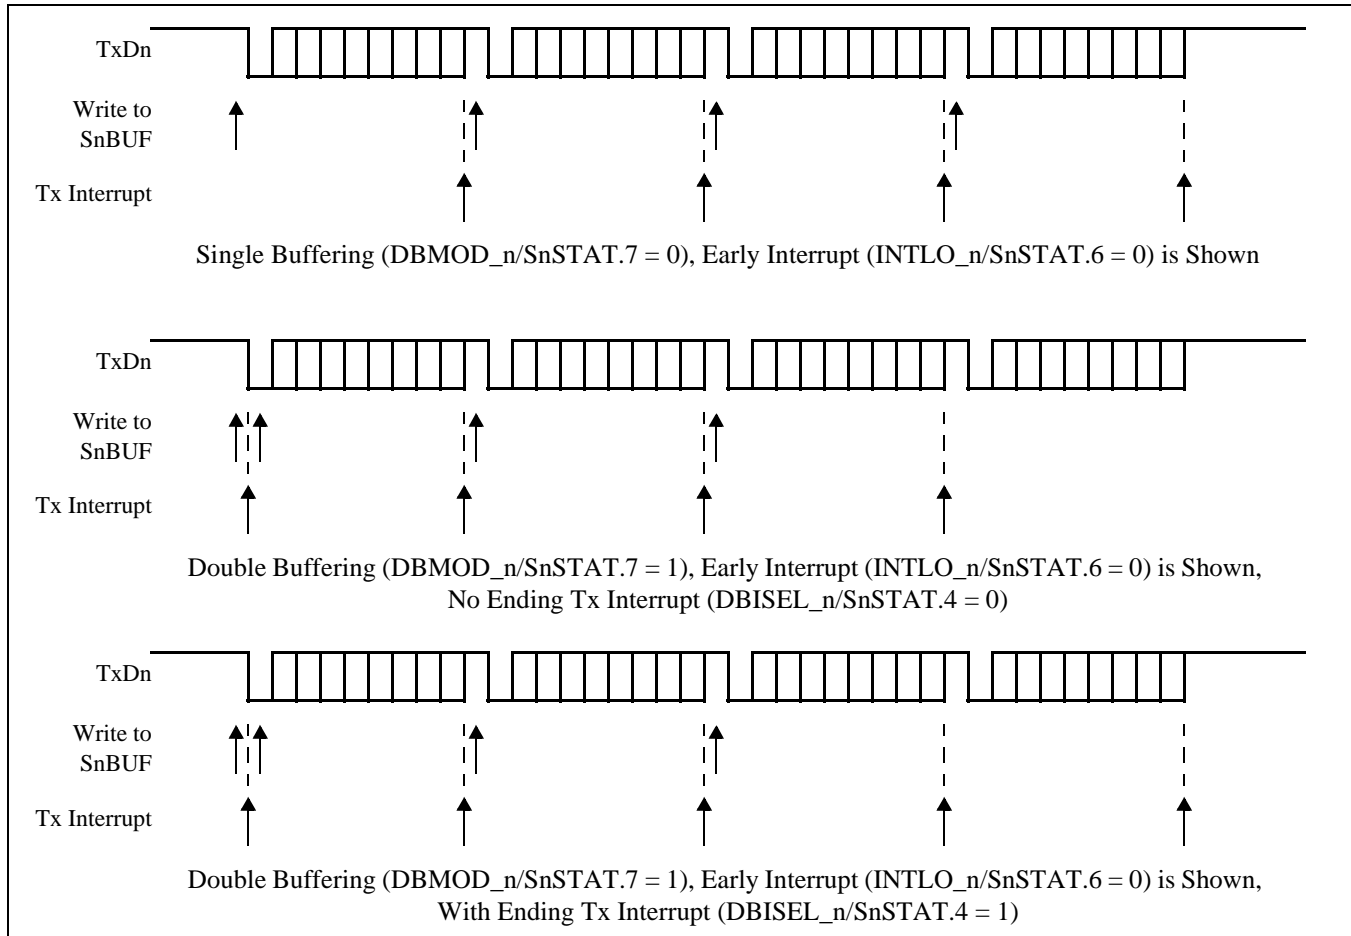 TxDn
Write to
SnBUF
Tx Interrupt
Single Buffering (DBMOD_n/SnSTAT.7 = 0), Early Interrupt (INTLO_n/SnSTAT.6 = 0) is Shown
TxDn
Write to
SnBUF
Tx Interrupt
Double Buffering (DBMOD_n/SnSTAT.7 = 1), Early Interrupt (INTLO_n/SnSTAT.6 = 0) is Shown,
No Ending Tx Interrupt (DBISEL_n/SnSTAT.4 = 0)
TxDn
Write to
SnBUF
Tx Interrupt
Double Buffering (DBMOD_n/SnSTAT.7 = 1), Early Interrupt (INTLO_n/SnSTAT.6 = 0) is Shown,
With Ending Tx Interrupt (DBISEL_n/SnSTAT.4 = 1)